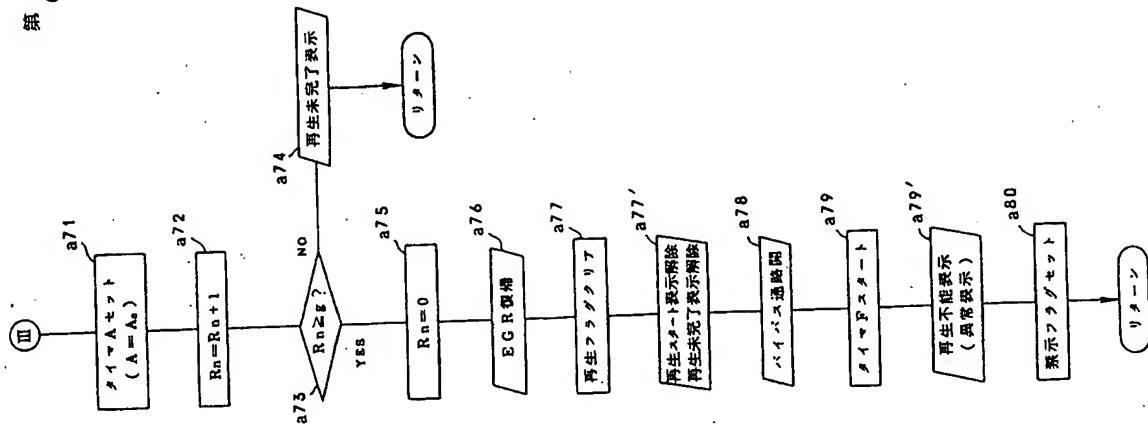 第
III
a71
タイマAセット
(A=A₀)
a72
Rn=Rn+1
a73
Rn≧g?
NO
YES
a74
再生未完了表示
リターン
a75
Rn=0
a76
EGR復帰
a77
再生フラグクリア
a77'
再生スタート表示解除
再生未完了表示解除
a78
バイパス通路開
a79
タイマFスタート
a79'
再生不能表示
(異常表示)
a80
禁示フラグセット
リターン